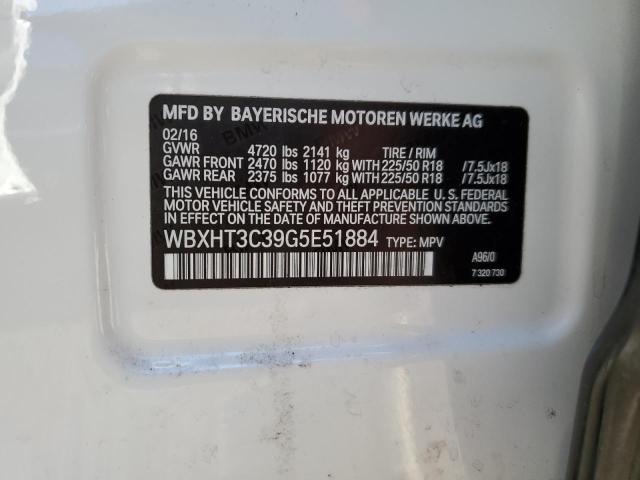 MFD BY BAYERISCHE MOTOREN WERKE AG
02/16
GVWR 4720 lbs 2141 kg TIRE / RIM
GAWR FRONT 2470 lbs 1120 kg WITH 225/50 R18 /7.5Jx18
GAWR REAR 2375 lbs 1077 kg WITH 225/50 R18 /7.5Jx18
THIS VEHICLE CONFORMS TO ALL APPLICABLE U. S. FEDERAL
MOTOR VEHICLE SAFETY AND THEFT PREVENTION STANDARDS
IN EFFECT ON THE DATE OF MANUFACTURE SHOWN ABOVE.
WBXHT3C39G5E51884 TYPE: MPV
A96/0
7 320 730